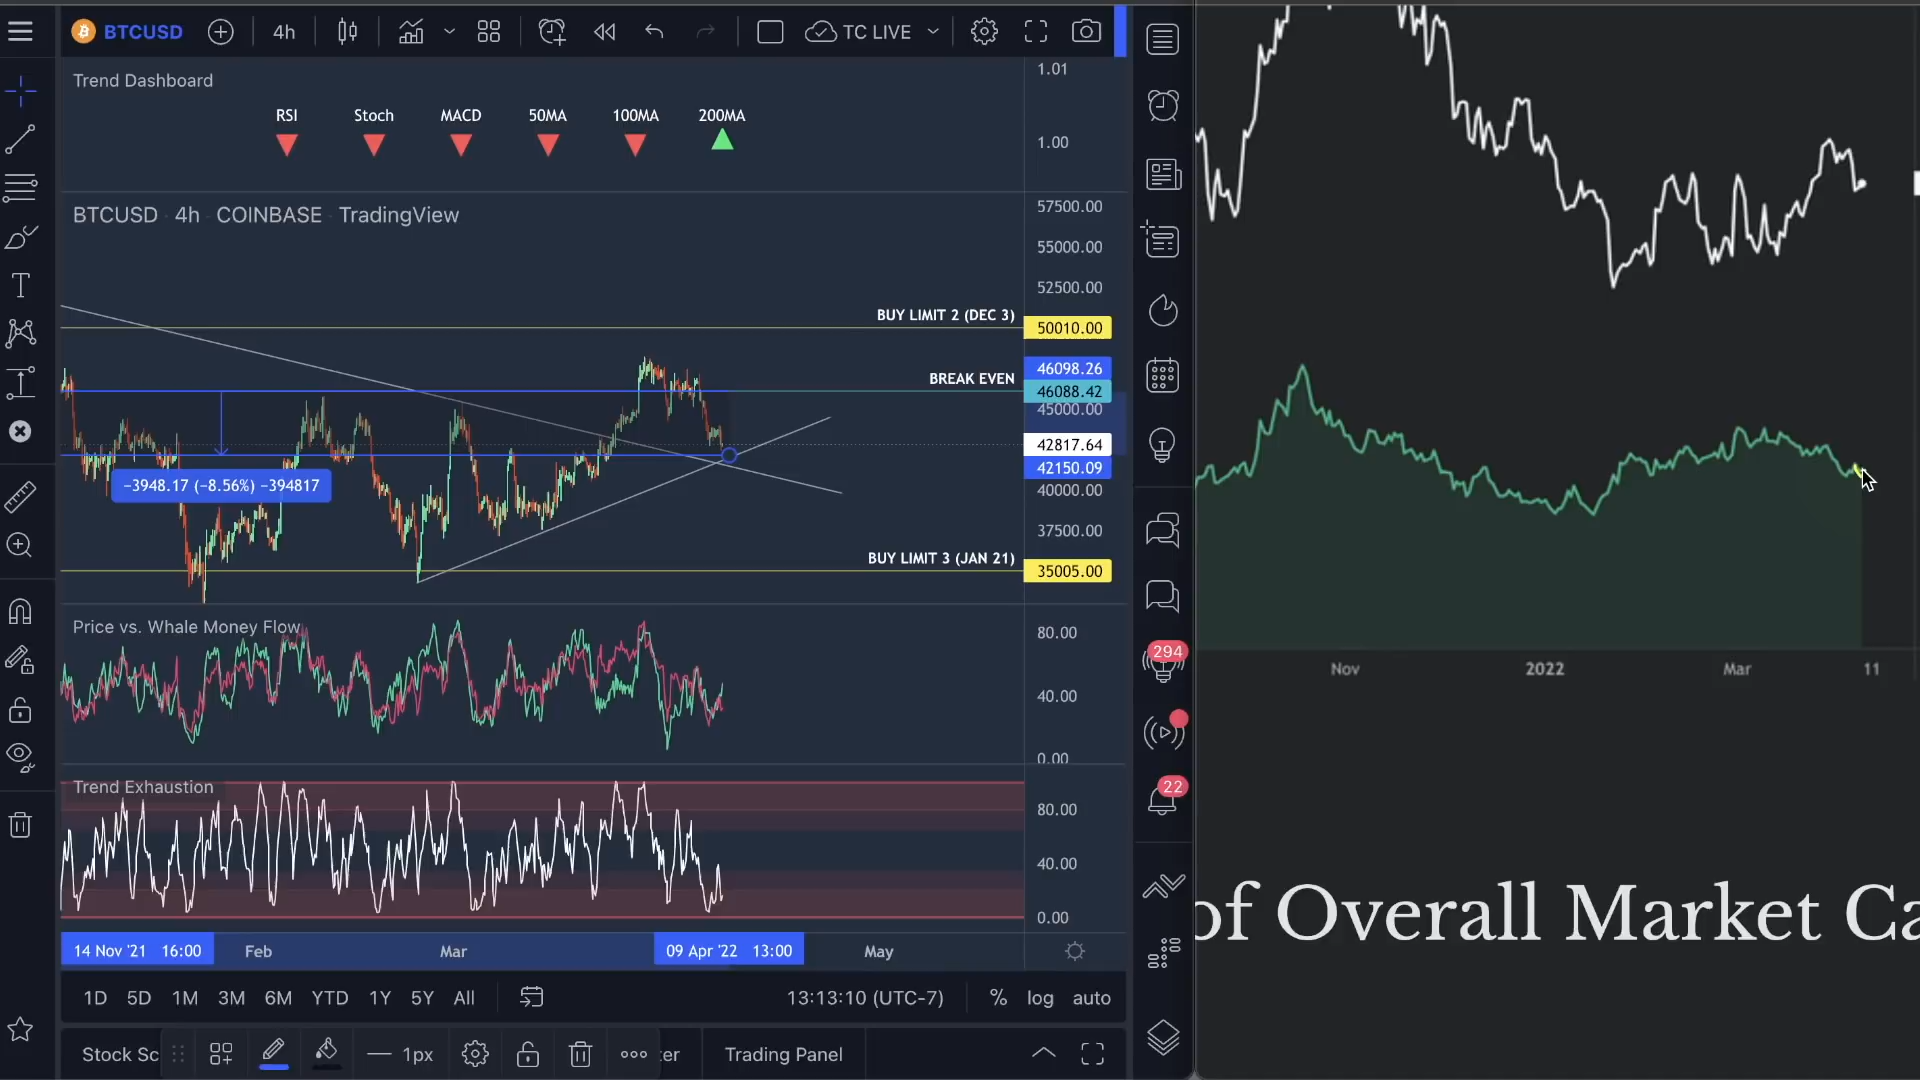 BTCUSD 4h TC LIVE
Trend Dashboard
RSI Stoch MACD 50MA 100MA 200MA
1.01
1.00
BTCUSD 4h COINBASE TradingView
57500.00
55000.00
52500.00
BUY LIMIT 2 (DEC 3) 50010.00
46098.26
BREAK EVEN 46088.42
45000.00
42817.64
42150.09
−3948.17 (−8.56%) −394817
40000.00
37500.00
BUY LIMIT 3 (JAN 21) 35005.00
Price vs. Whale Money Flow
80.00
40.00
0.00
Trend Exhaustion
80.00
40.00
0.00
14 Nov '21 16:00 Feb Mar 09 Apr '22 13:00 May
1D 5D 1M 3M 6M YTD 1Y 5Y All 13:13:10 (UTC-7) % log auto
Stock Sc 1px ter Trading Panel
294
22
Nov 2022 Mar 11
of Overall Market Ca